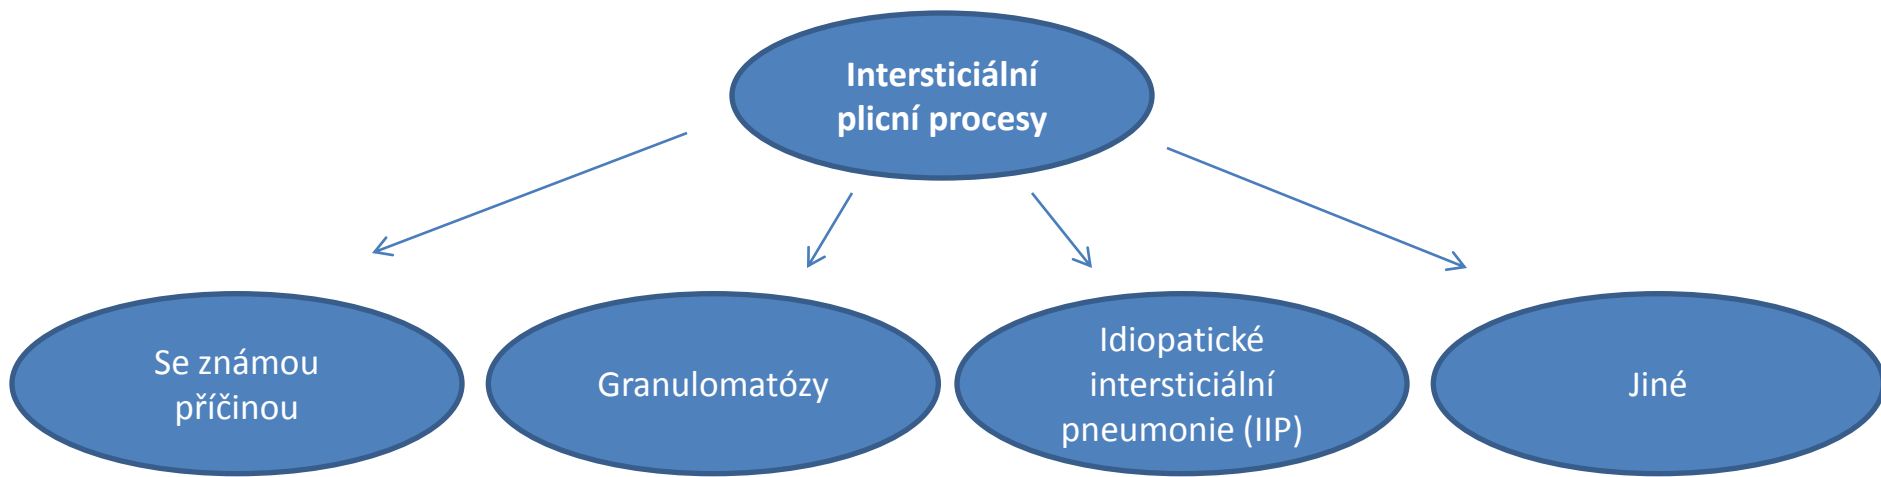 Intersticiální
plicní procesy
Se známou
příčinou
Granulomatózy
Idiopatické
intersticiální
pneumonie (IIP)
Jiné